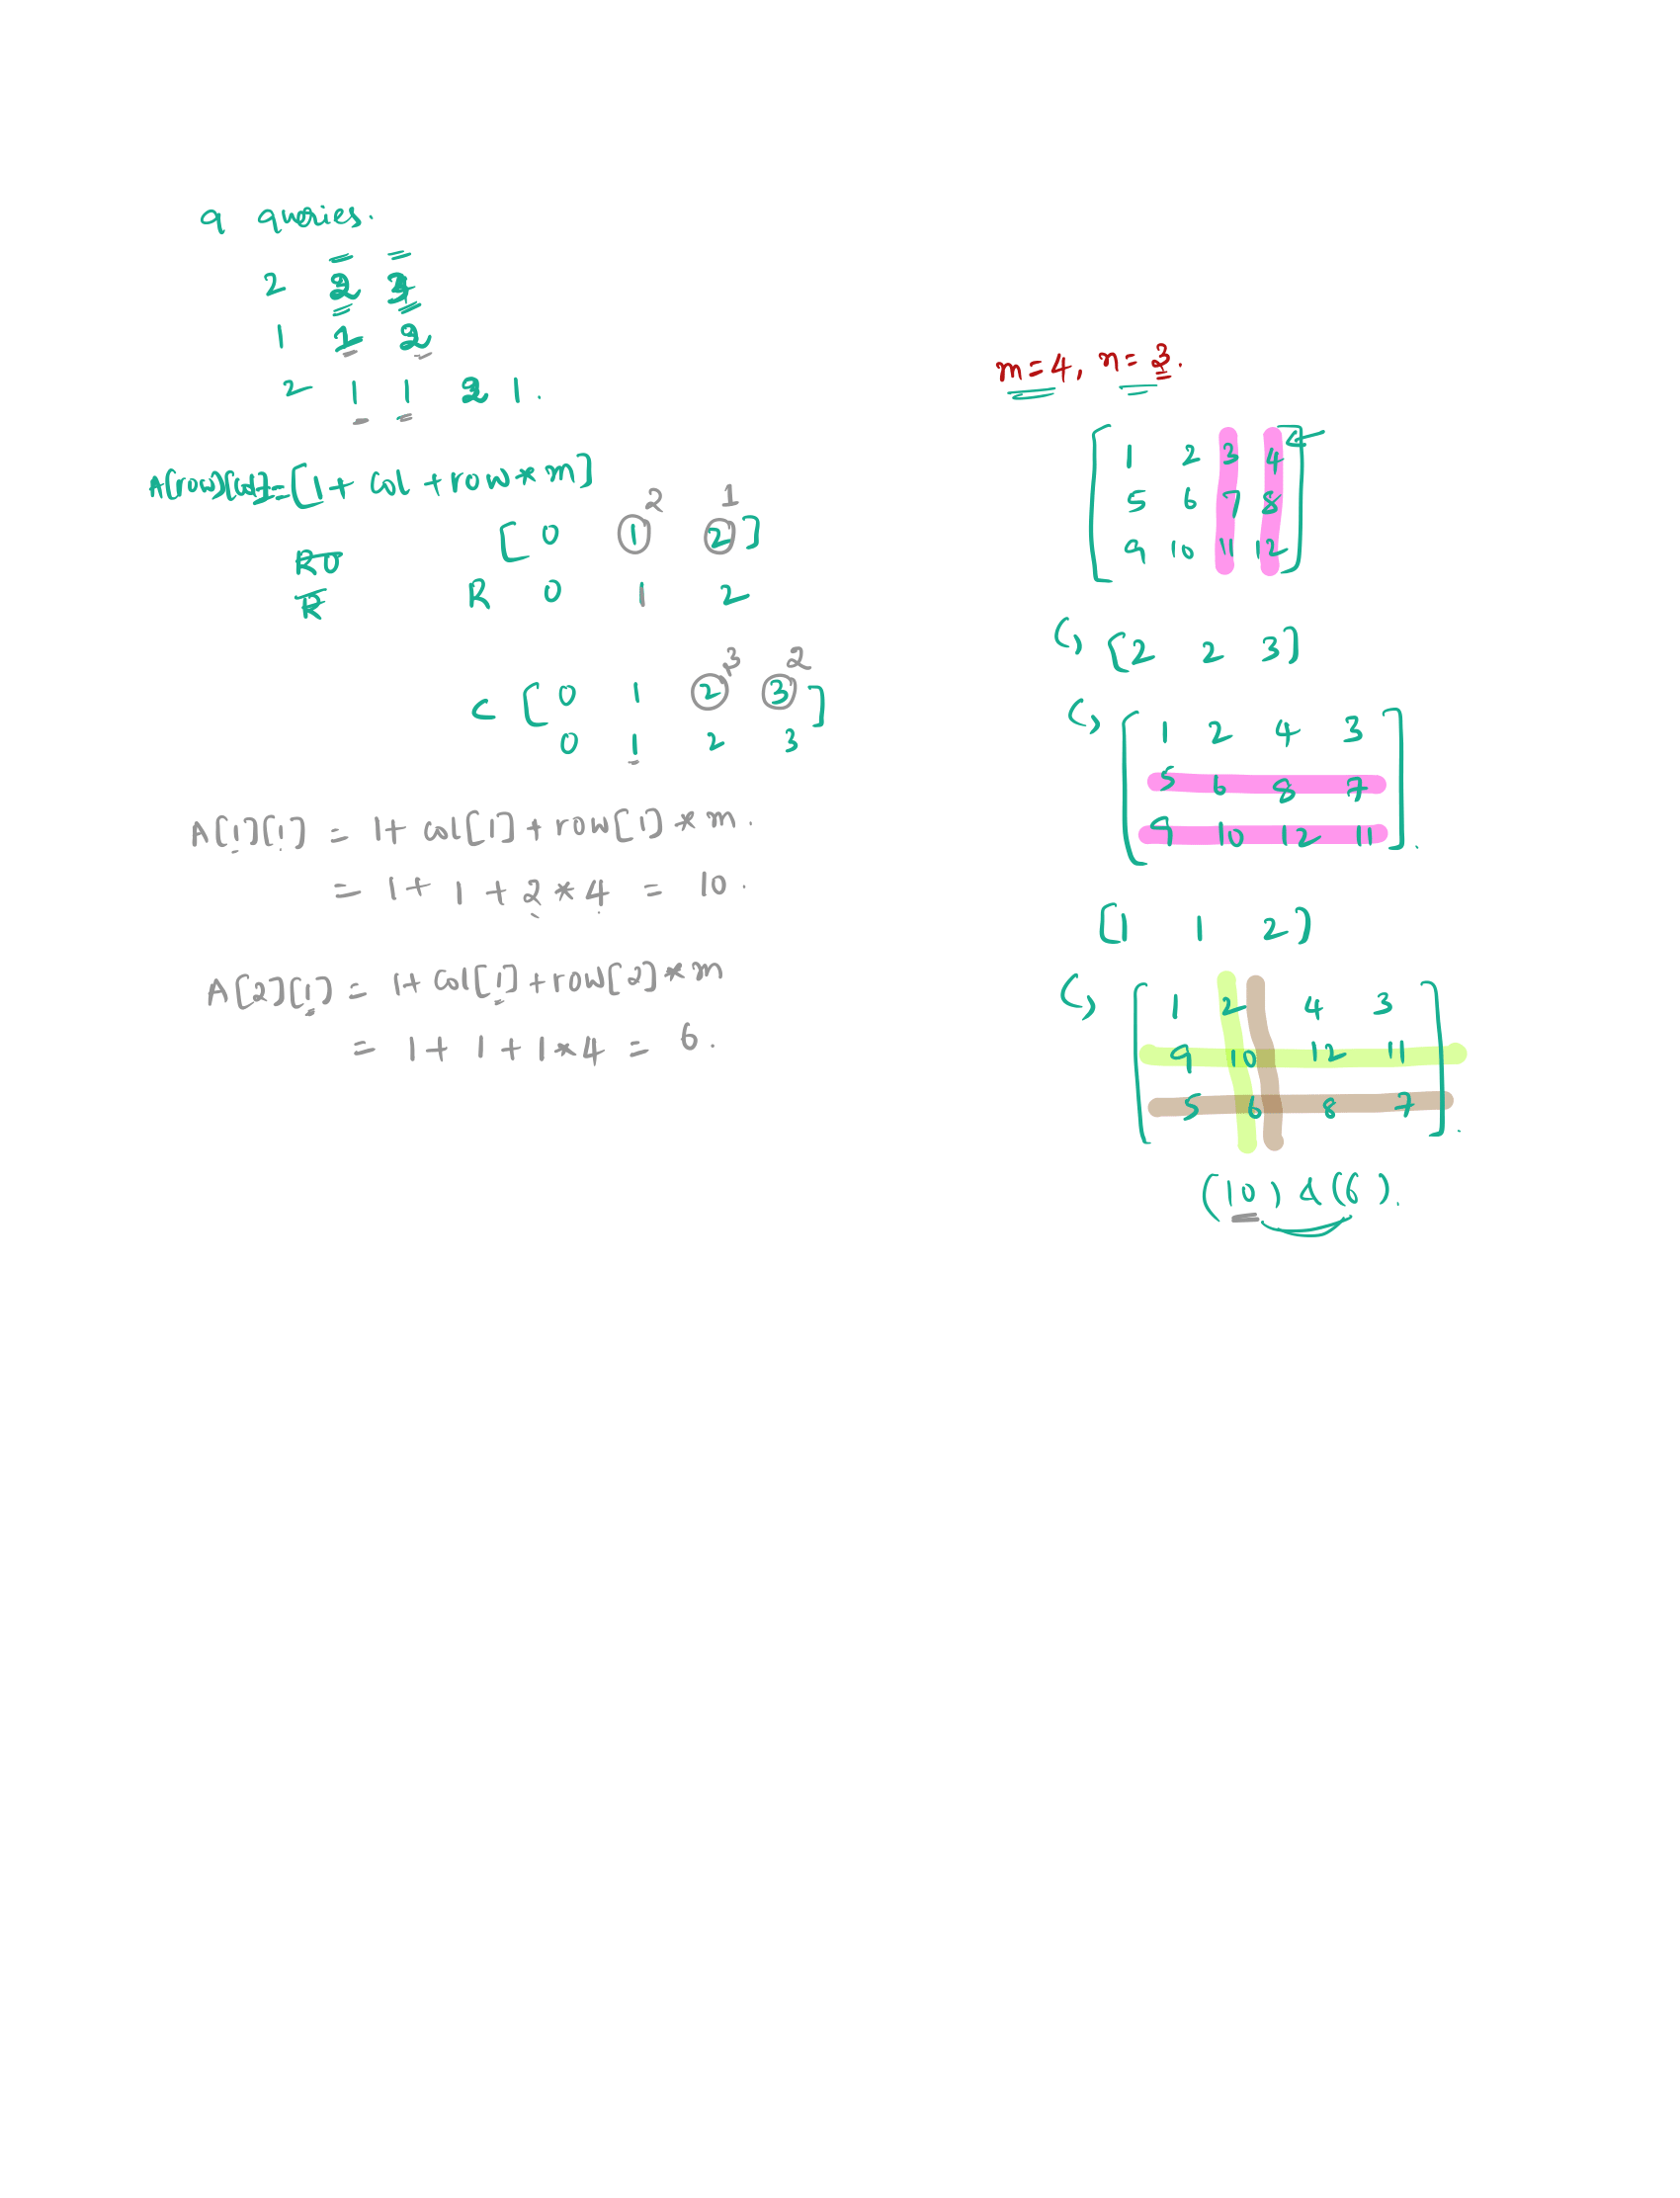 q queries.
2 2
1 1 2
2 1 1 2 1.
A[row][col] = [1 + col + row * m]
2 1
[ 0 1 2 ]
R 0 1 2
3 2
C [ 0 1 2 3 ]
0 1 2 3
A[1][1] = 1+ col[1] + row[1] * m.
= 1+ 1 + 2 * 4 = 10.
A[2][1] = 1+ col[1] + row[2] * m
= 1+ 1 + 1 * 4 = 6.
m=4, n=3.
1 2 3 4
5 6 7 8
9 10 11 12
[2 2 3]
1 2 4 3
5 6 8 7
9 10 12 11
[1 1 2]
1 2 4 3
9 10 12 11
5 6 8 7
(10) & (6).